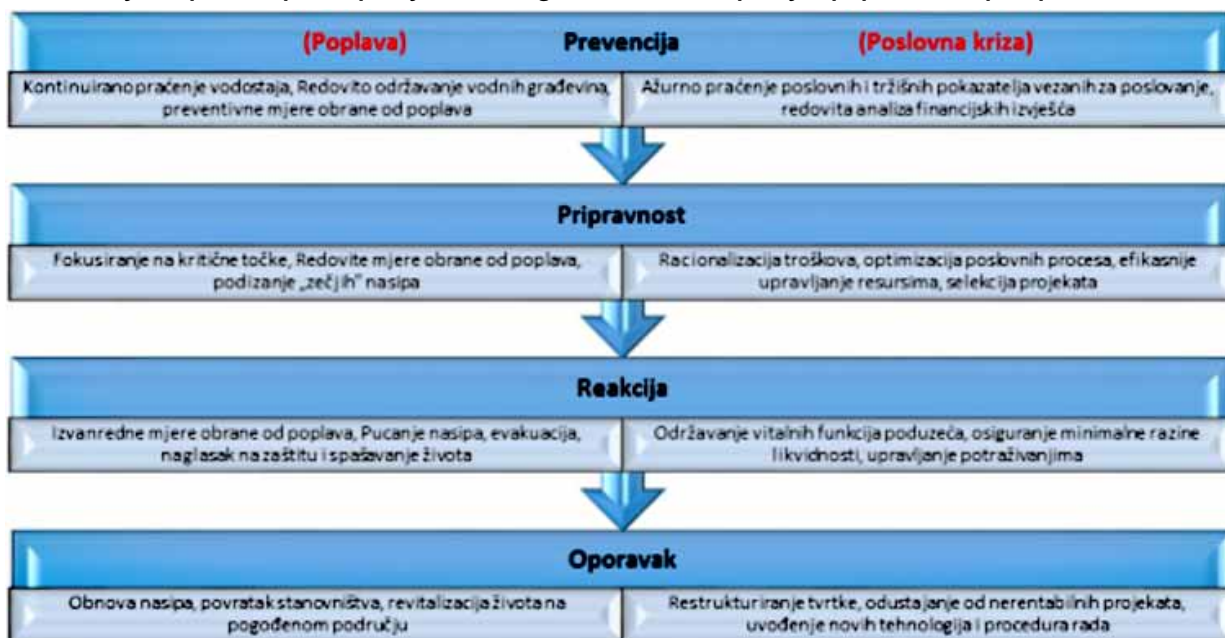 (Poplava) Prevencija (Poslovna kriza)
Kontinuirano praćenje vodostaja, Redovito održavanje vodnih građevina,
preventivne mjere obrane od poplava
Ažurno praćenje poslovnih i tržišnih pokazatelja vezanih za poslovanje,
redovita analiza financijskih izvješća
Pripravnost
Fokusiranje na kritične točke, Redovite mjere obrane od poplava,
podizanje „zečjih" nasipa
Racionalizacija troškova, optimizacija poslovnih procesa, efikasnije
upravljanje resursima, selekcija projekata
Reakcija
Izvanredne mjere obrane od poplava, Pucanje nasipa, evakuacija,
naglasak na zaštitu i spašavanje života
Održavanje vitalnih funkcija poduzeća, osiguranje minimalne razine
likvidnosti, upravljanje potraživanjima
Oporavak
Obnova nasipa, povratak stanovništva, revitalizacija života na
pogođenom području
Restrukturiranje tvrtke, odustajanje od nerentabilnih projekata,
uvođenje novih tehnologija i procedura rada